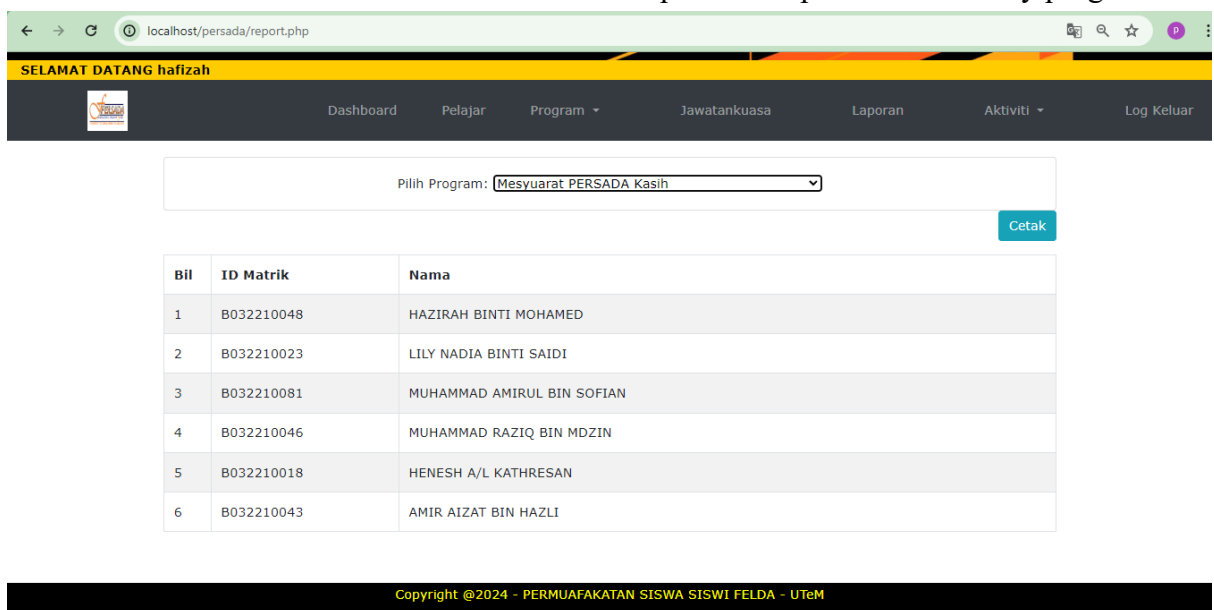 localhost/persada/report.php
SELAMAT DATANG hafizah
Dashboard Pelajar Program Jawatankuasa Laporan Aktiviti Log Keluar
Pilih Program: Mesyuarat PERSADA Kasih
Cetak
Bil ID Matrik Nama
1 B032210048 HAZIRAH BINTI MOHAMED
2 B032210023 LILY NADIA BINTI SAIDI
3 B032210081 MUHAMMAD AMIRUL BIN SOFIAN
4 B032210046 MUHAMMAD RAZIQ BIN MDZIN
5 B032210018 HENESH A/L KATHRESAN
6 B032210043 AMIR AIZAT BIN HAZLI
Copyright @2024 - PERMUAFAKATAN SISWA SISWI FELDA - UTeM